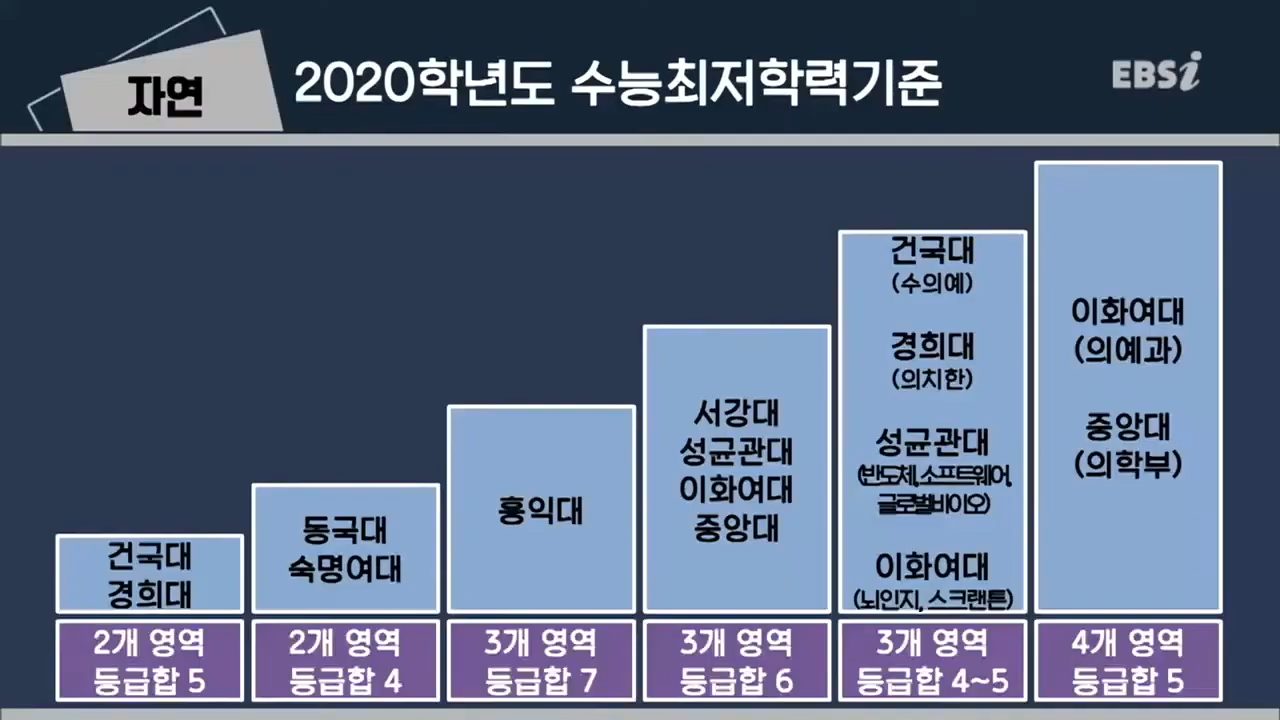 자연
2020학년도 수능최저학력기준
EBSi
건국대
경희대
2개 영역
등급합 5
동국대
숙명여대
2개 영역
등급합 4
홍익대
3개 영역
등급합 7
서강대
성균관대
이화여대
중앙대
3개 영역
등급합 6
건국대
(수의예)
경희대
(의치한)
성균관대
(반도체, 소프트웨어,
글로벌바이오)
이화여대
(뇌인지, 스크랜튼)
3개 영역
등급합 4~5
이화여대
(의예과)
중앙대
(의학부)
4개 영역
등급합 5